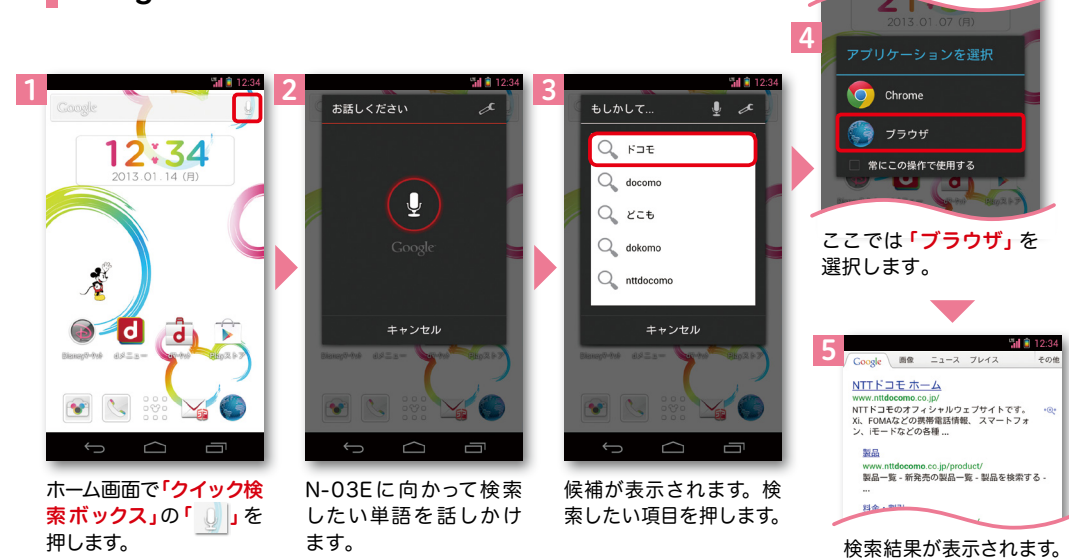 1
12:34
Google
12:34
2013.01.14 (月)
ホーム画面で「クイック検
索ボックス」の「 」を
押します。
2
12:34
お話しください
Google
キャンセル
N-03Eに向かって検索
したい単語を話しかけ
ます。
3
12:34
もしかして...
ドコモ
docomo
どこも
dokomo
nttdocomo
キャンセル
候補が表示されます。検
索したい項目を押します。
2013.01.07 (月)
4
アプリケーションを選択
Chrome
ブラウザ
常にこの操作で使用する
ここでは「ブラウザ」を
選択します。
5
12:34
Google 画像 ニュース プレイス その他
NTTドコモ ホーム
www.nttdocomo.co.jp/
NTTドコモのオフィシャルウェブサイトです。
Xi、FOMAなどの携帯電話情報、スマートフォ
ン、iモードなどの各種 ...
製品
www.nttdocomo.co.jp/product/
製品一覧 - 新発売の製品一覧 - 製品を検索する -
...
検索結果が表示されます。